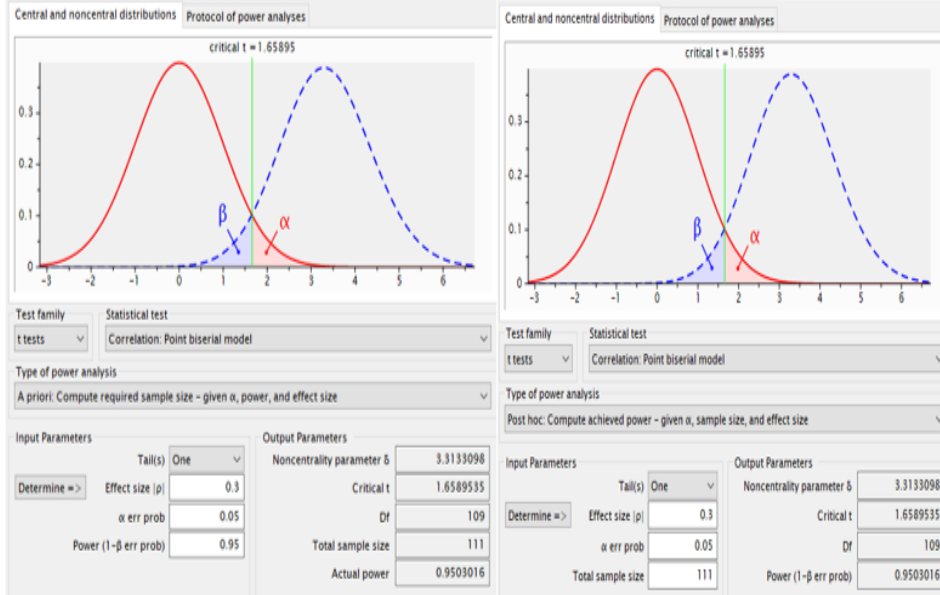 Central and noncentral distributions Protocol of power analyses
critical t = 1.65895
0.3
0.2
0.1
0
β
α
-3 -2 -1 0 1 2 3 4 5 6
Test family Statistical test
t tests Correlation: Point biserial model
Type of power analysis
A priori: Compute required sample size – given α, power, and effect size
Input Parameters
Tail(s) One
Determine => Effect size |ρ| 0.3
α err prob 0.05
Power (1-β err prob) 0.95
Output Parameters
Noncentrality parameter δ 3.3133098
Critical t 1.6589535
Df 109
Total sample size 111
Actual power 0.9503016
Central and noncentral distributions Protocol of power analyses
critical t = 1.65895
0.3
0.2
0.1
0
β
α
-3 -2 -1 0 1 2 3 4 5 6
Test family Statistical test
t tests Correlation: Point biserial model
Type of power analysis
Post hoc: Compute achieved power – given α, sample size, and effect size
Input Parameters
Tail(s) One
Determine => Effect size |ρ| 0.3
α err prob 0.05
Total sample size 111
Output Parameters
Noncentrality parameter δ 3.3133098
Critical t 1.6589535
Df 109
Power (1-β err prob) 0.9503016